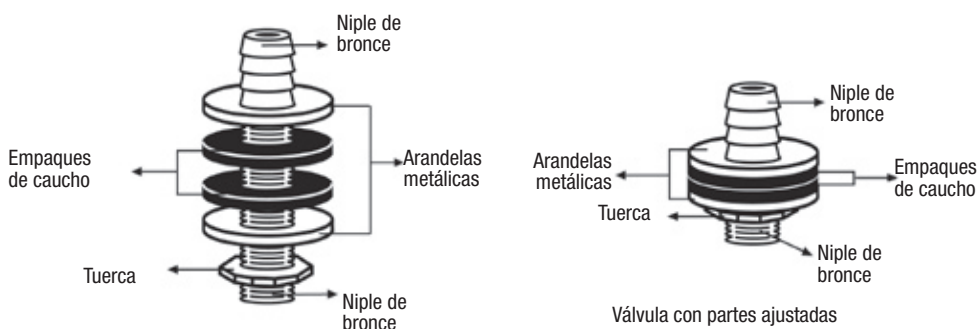 Niple de
bronce
Empaques
de caucho
Arandelas
metálicas
Tuerca
Niple de
bronce
Niple de
bronce
Arandelas
metálicas
Empaques
de caucho
Tuerca
Niple de
bronce
Válvula con partes ajustadas